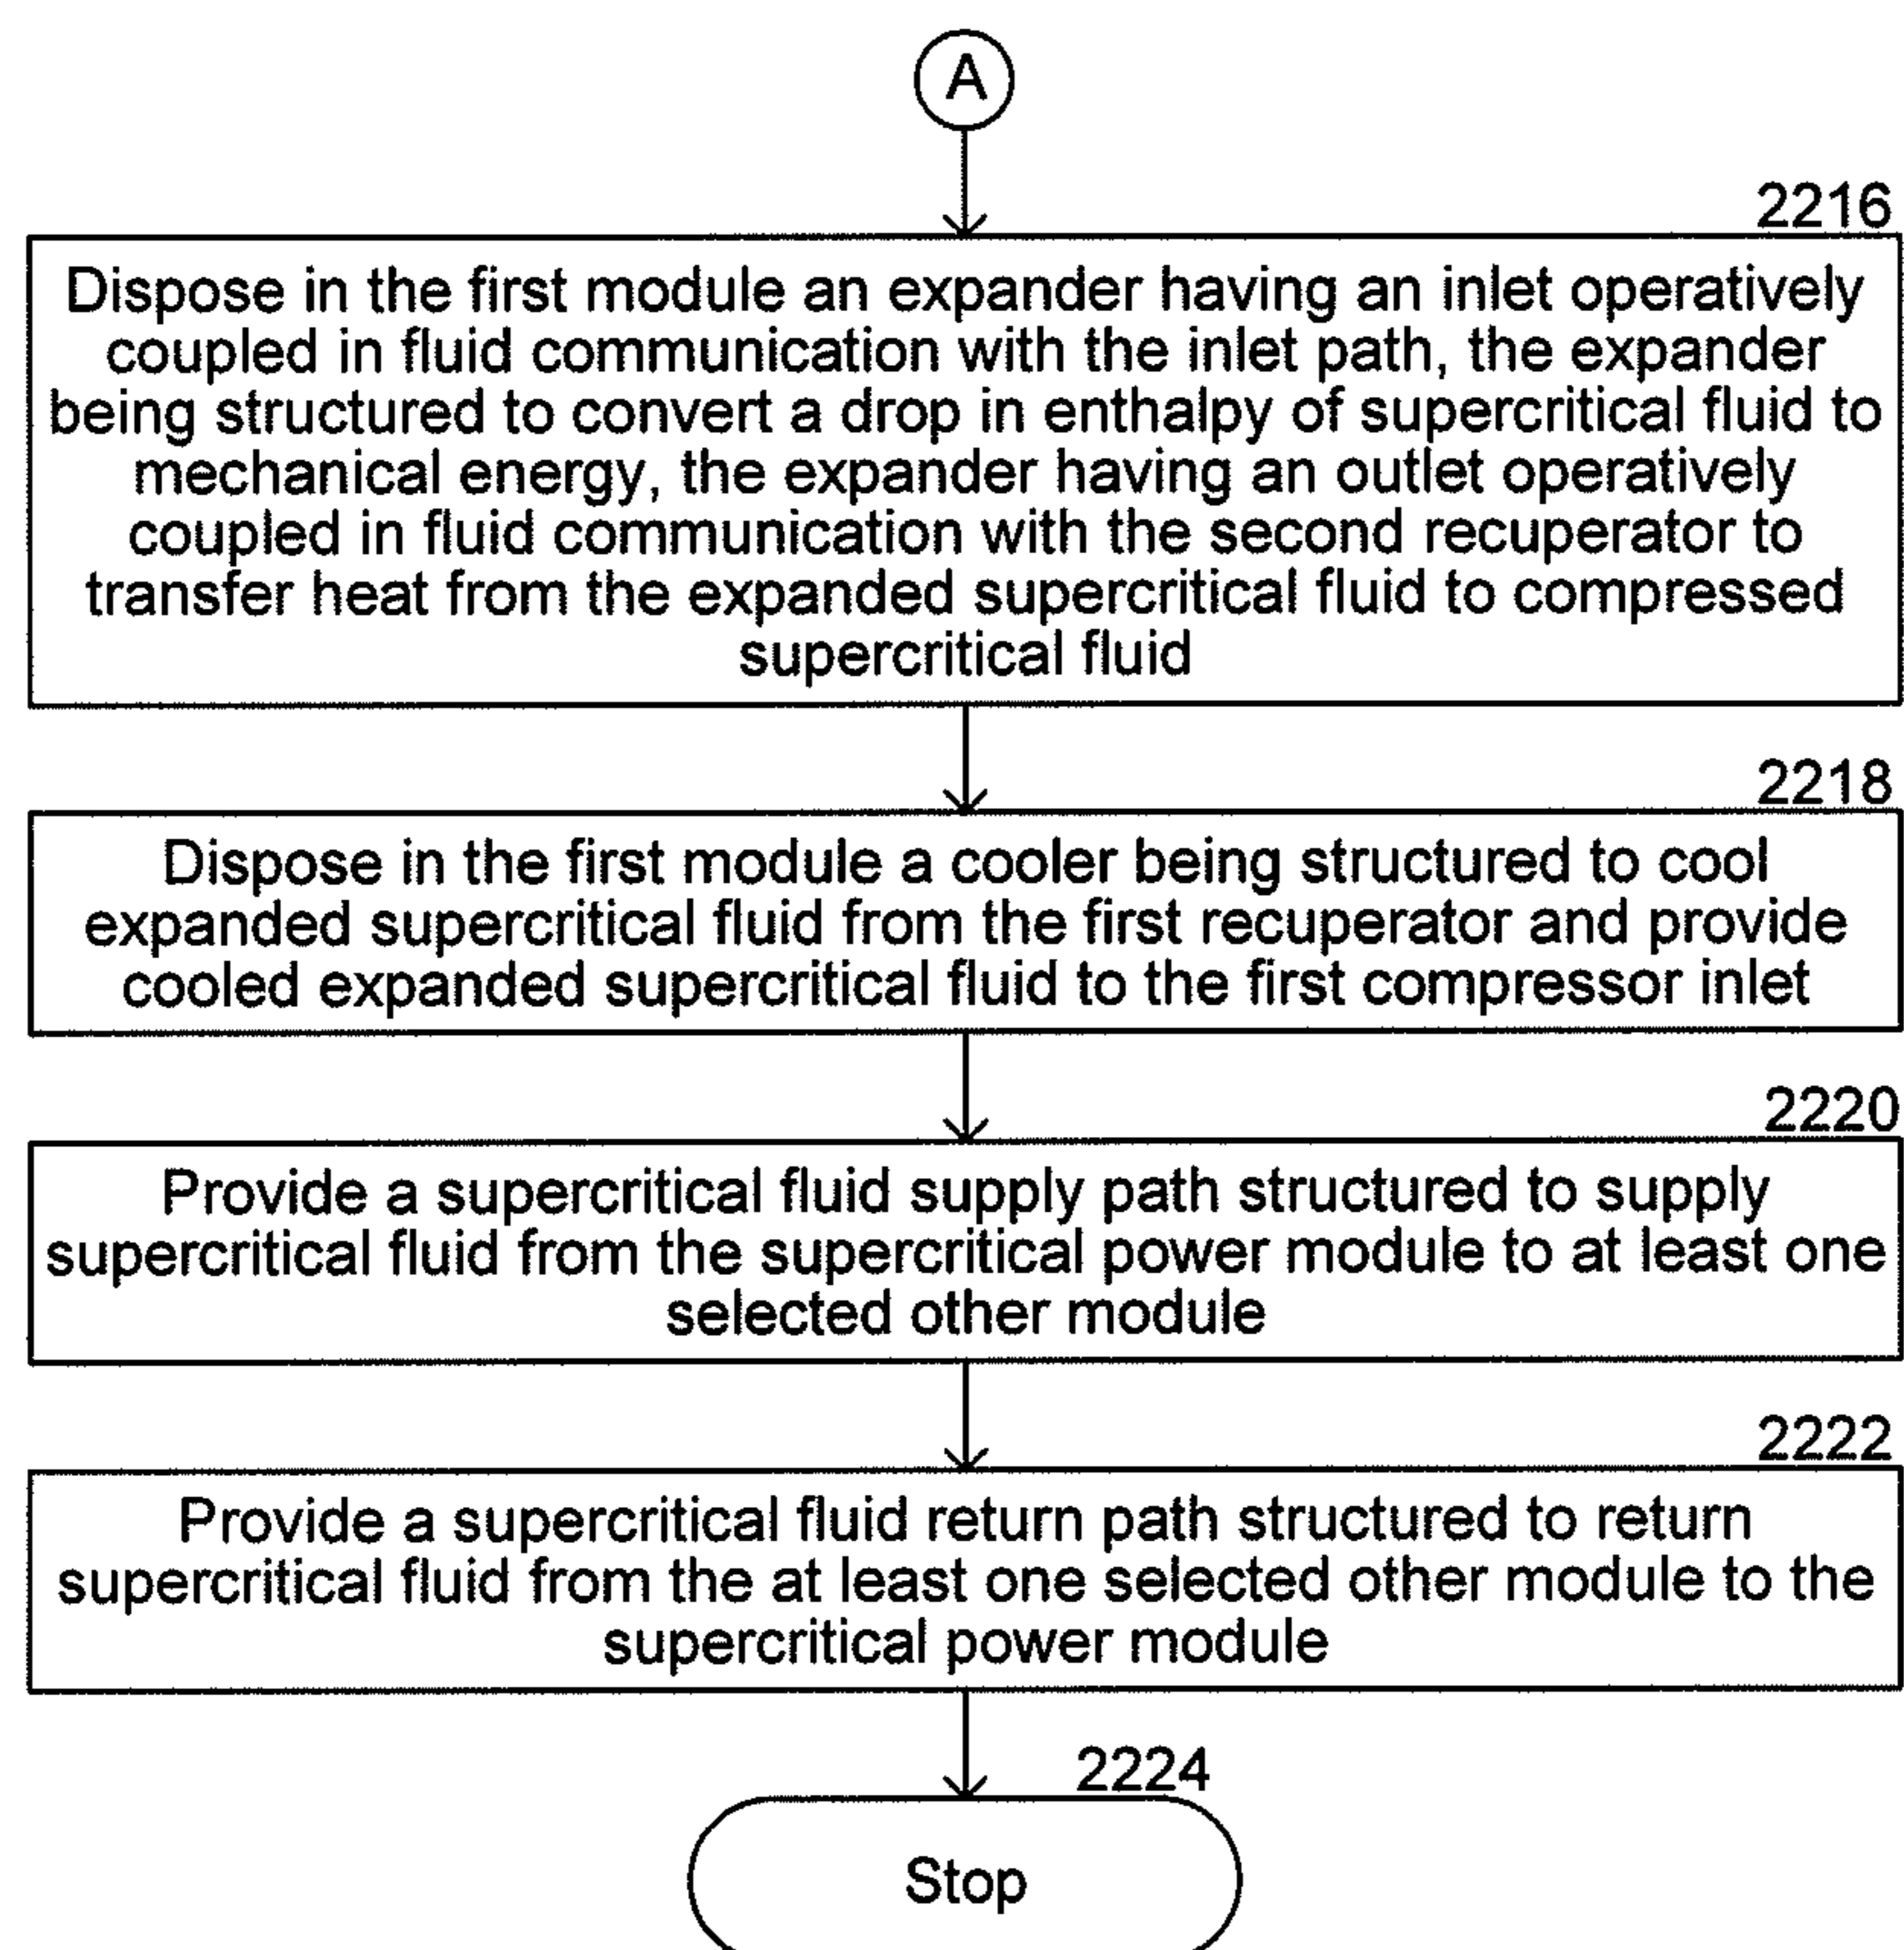 A
2216
Dispose in the first module an expander having an inlet operatively
coupled in fluid communication with the inlet path, the expander
being structured to convert a drop in enthalpy of supercritical fluid to
mechanical energy, the expander having an outlet operatively
coupled in fluid communication with the second recuperator to
transfer heat from the expanded supercritical fluid to compressed
supercritical fluid
2218
Dispose in the first module a cooler being structured to cool
expanded supercritical fluid from the first recuperator and provide
cooled expanded supercritical fluid to the first compressor inlet
2220
Provide a supercritical fluid supply path structured to supply
supercritical fluid from the supercritical power module to at least one
selected other module
2222
Provide a supercritical fluid return path structured to return
supercritical fluid from the at least one selected other module to the
supercritical power module
2224
Stop